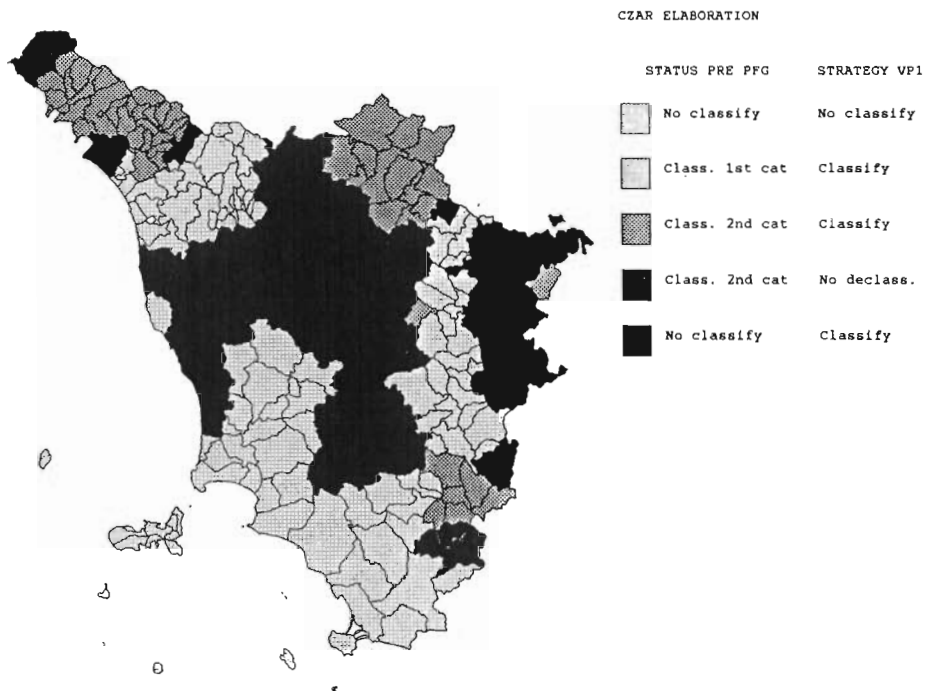 CZAR ELABORATION
STATUS PRE PFG STRATEGY VP1
No classify No classify
Class. 1st cat Classify
Class. 2nd cat Classify
Class. 2nd cat No declass.
No classify Classify